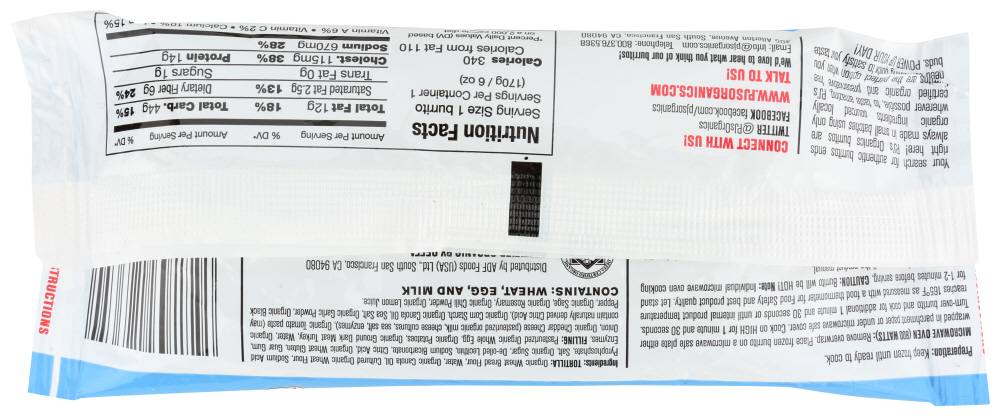 Nutrition Facts
Serving Size 1 burrito
Servings Per Container 1
(170g / 6 oz)
Calories 340
Calories from Fat 110
*Percent Daily Values (DV) based
on a 2,000
Amount Per Serving % DV*
Total Fat 12g 18%
Saturated Fat 2.5g 13%
Trans Fat 0g
Cholest. 115mg 38%
Sodium 670mg 28%
Amount Per Serving % DV*
Total Carb. 44g 15%
Dietary Fiber 6g 24%
Sugars 1g
Protein 14g
Vitamin A 6% • Vitamin C 2% • Calcium 10% • 15%
Your search for authentic burritos ends
right here! PJ's Organics burritos are
always made in small batches using only
organic ingredients sourced locally
wherever possible, to taste amazing. PJ's
certified organic and preservative free
needs are the perfect option when you
buds. POWER YOUR DAY!
CONNECT WITH US!
TWITTER @PJsOrganics
FACEBOOK facebook.com/pjsorganics
WWW.PJSORGANICS.COM
TALK TO US!
We'd love to hear what you think of our burritos!
Email: info@pjsorganics.com Telephone: 800.376.5368
Allerton Avenue, South San Francisco, CA 94080
Preparation: Keep frozen until ready to cook.
MICROWAVE OVEN (800 WATTS): Remove overwrap. Place frozen burrito on a microwave safe plate either
wrapped in parchment paper or under microwave safe cover. Cook on HIGH for 1 minute and 30 seconds.
Turn over burrito and cook for additional 1 minute and 30 seconds or until internal product temperature
reaches 165°F as measured with a food thermometer for Food Safety and best product quality. Let stand
for 1-2 minutes before serving. CAUTION: Burrito will be HOT! Note: Individual microwave oven cooking
Ingredients: TORTILLA: Organic Wheat Bread Flour, Water, Organic Canola Oil, Cultured Organic Wheat Flour, Sodium Acid
Pyrophosphate, Salt, Organic Sugar, De-oiled Lecithin, Sodium Bicarbonate, Citric Acid, Organic Wheat Gluten, Guar Gum,
Enzymes. FILLING: Pasteurized Organic Whole Egg, Organic Potatoes, Organic Ground Dark Meat Turkey, Water, Organic
Onion, Organic Cheddar Cheese (pasteurized organic milk, cheese cultures, sea salt, enzymes), Organic Tomato paste (may
contain naturally derived Citric Acid), Organic Corn Starch, Organic Canola Oil, Sea Salt, Organic Garlic Powder, Organic Black
Pepper, Organic Sage, Organic Rosemary, Organic Chili Powder, Organic Lemon Juice.
CONTAINS: WHEAT, EGG, AND MILK
Distributed by ADF Foods (USA) Ltd., South San Francisco, CA 94080
TRUCTIONS